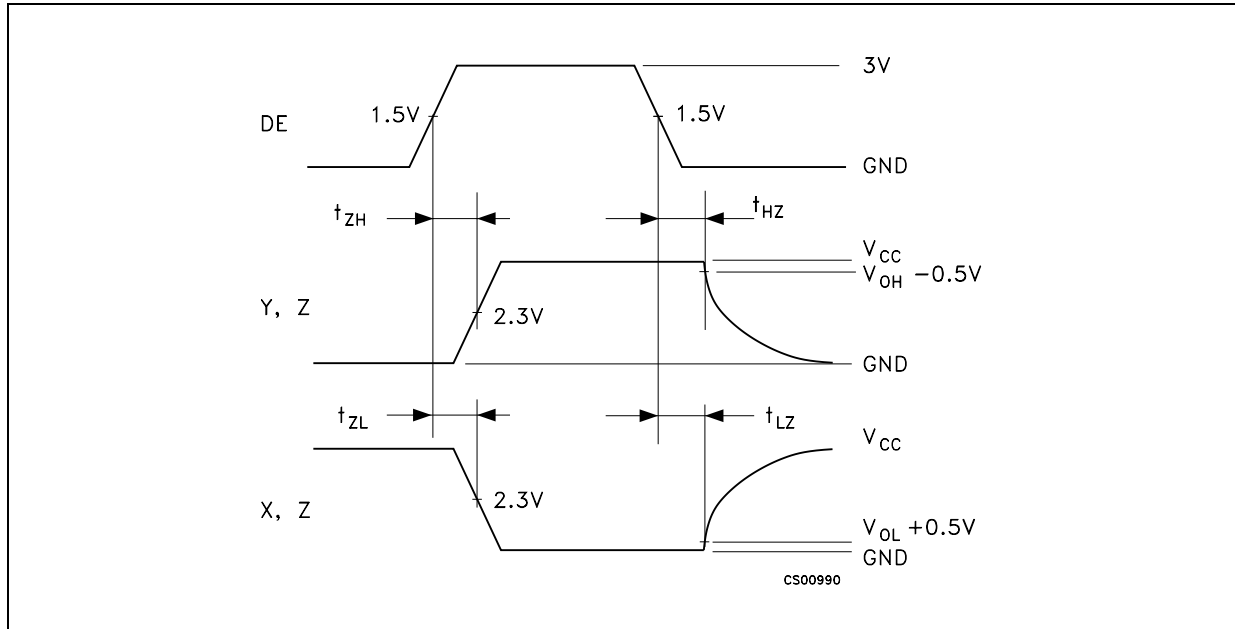 3V
DE
1.5V
1.5V
GND
tZH
tHZ
VCC
VOH -0.5V
Y, Z
2.3V
GND
tZL
tLZ
VCC
X, Z
2.3V
VOL +0.5V
GND
CS00990